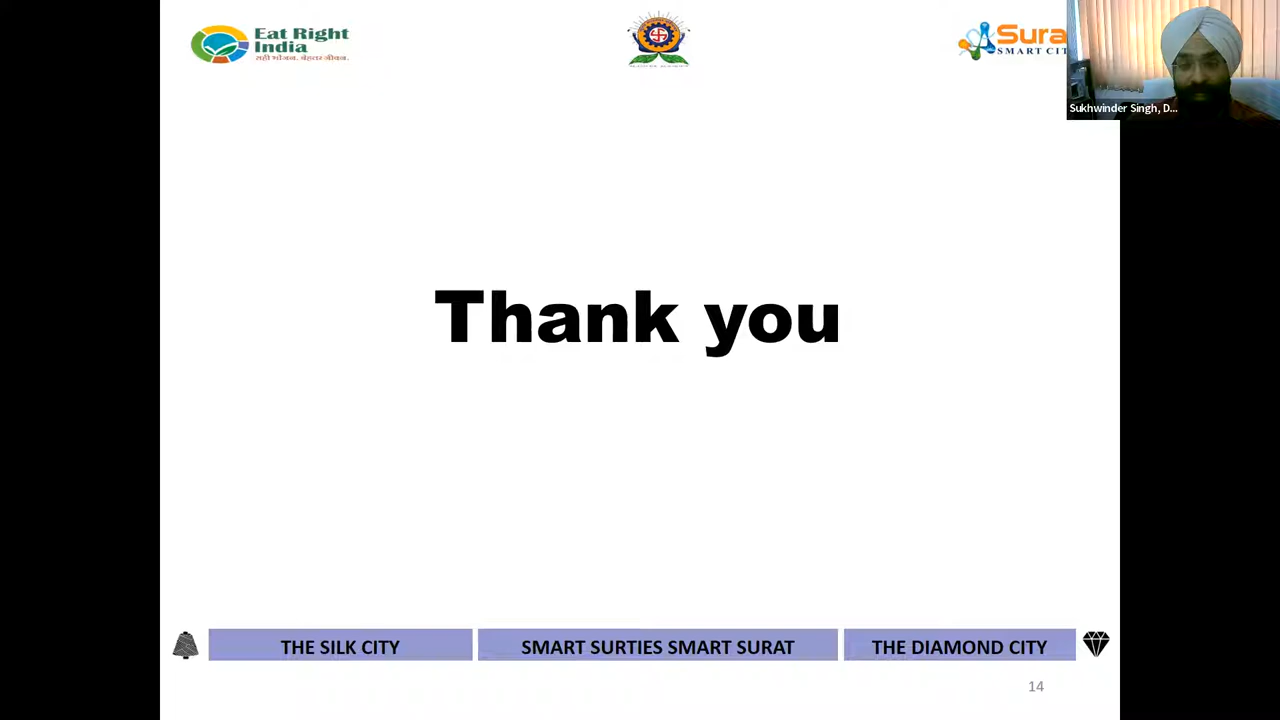 Eat Right
India
सही भोजन. बेहतर जीवन.
Sura
SMART CIT
Sukhwinder Singh, D...
Thank you
THE SILK CITY
SMART SURTIES SMART SURAT
THE DIAMOND CITY
14